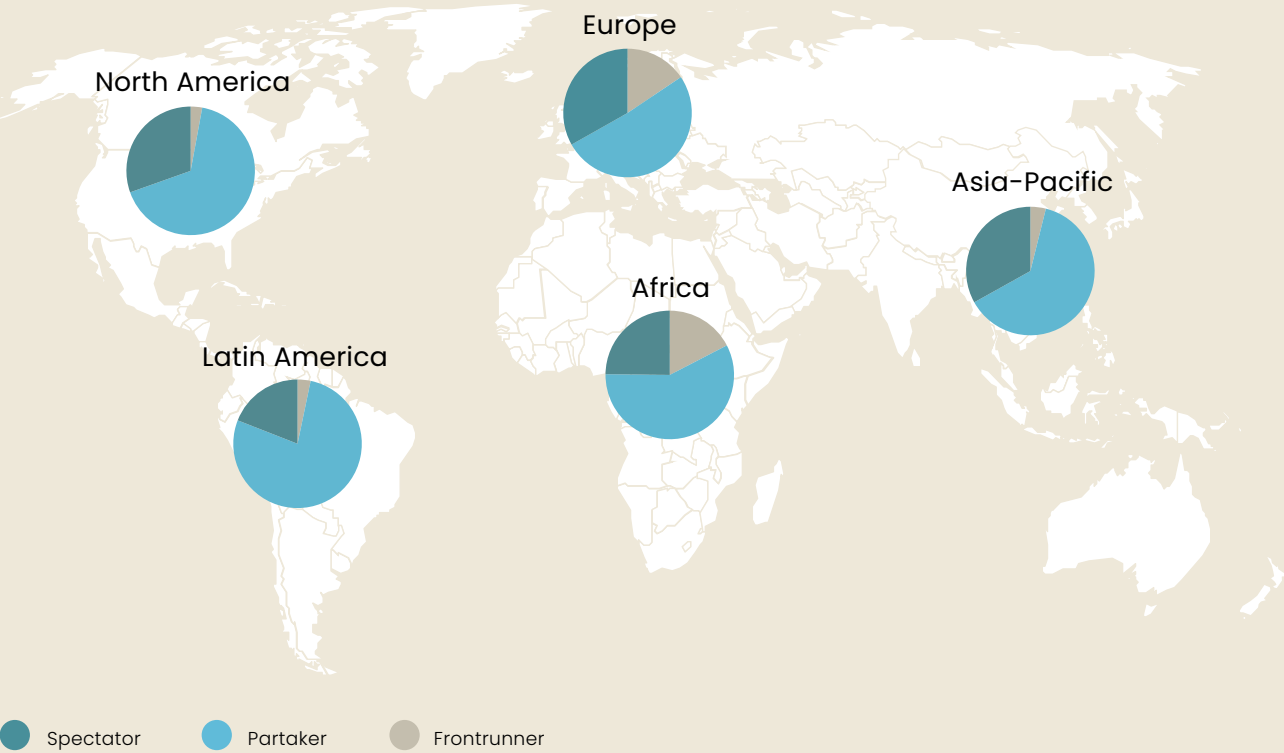 Europe
North America
Asia-Pacific
Africa
Latin America
Spectator
Partaker
Frontrunner